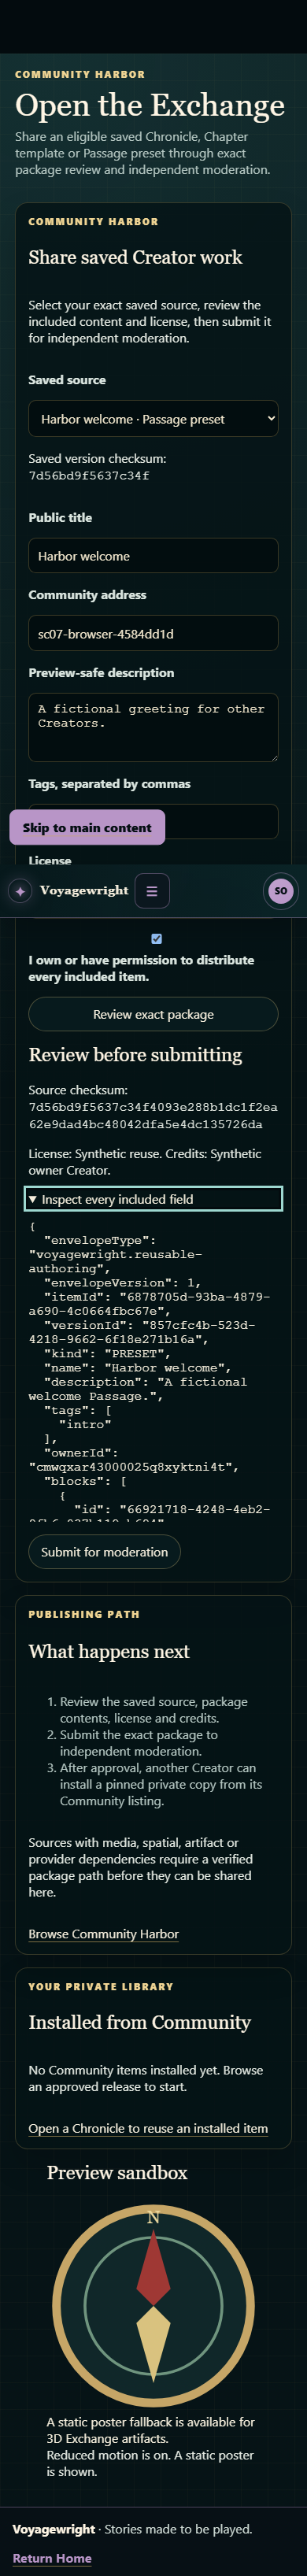 COMMUNITY HARBOR
Open the Exchange
Share an eligible saved Chronicle, Chapter
template or Passage preset through exact
package review and independent moderation.
COMMUNITY HARBOR
Share saved Creator work
Select your exact saved source, review the
included content and license, then submit it
for independent moderation.
Saved source
Harbor welcome · Passage preset
Saved version checksum:
7d56bd9f5637c34f
Public title
Harbor welcome
Community address
sc07-browser-4584dd1d
Preview-safe description
A fictional greeting for other
Creators.
Tags, separated by commas
Skip to main content
License
Voyagewright
☰
SO
I own or have permission to distribute
every included item.
Review exact package
Review before submitting
Source checksum:
7d56bd9f5637c34f4093e288b1dc1f2ea
62e9dad4bc48042dfa5e4dc135726da
License: Synthetic reuse. Credits: Synthetic
owner Creator.
▼ Inspect every included field
{
"envelopeType":
"voyagewright.reusable-
authoring",
"envelopeVersion": 1,
"itemId": "6878705d-93ba-4879-
a690-4c0664fbc67e",
"versionId": "857cfc4b-523d-
4218-9662-6f18e271b16a",
"kind": "PRESET",
"name": "Harbor welcome",
"description": "A fictional
welcome Passage.",
"tags": [
"intro"
],
"ownerId":
"cmwqxar43000025q8xyktni4t",
"blocks": [
{
"id": "66921718-4248-4eb2-
Submit for moderation
PUBLISHING PATH
What happens next
1. Review the saved source, package
contents, license and credits.
2. Submit the exact package to
independent moderation.
3. After approval, another Creator can
install a pinned private copy from its
Community listing.
Sources with media, spatial, artifact or
provider dependencies require a verified
package path before they can be shared
here.
Browse Community Harbor
YOUR PRIVATE LIBRARY
Installed from Community
No Community items installed yet. Browse
an approved release to start.
Open a Chronicle to reuse an installed item
Preview sandbox
N
A static poster fallback is available for
3D Exchange artifacts.
Reduced motion is on. A static poster
is shown.
Voyagewright · Stories made to be played.
Return Home